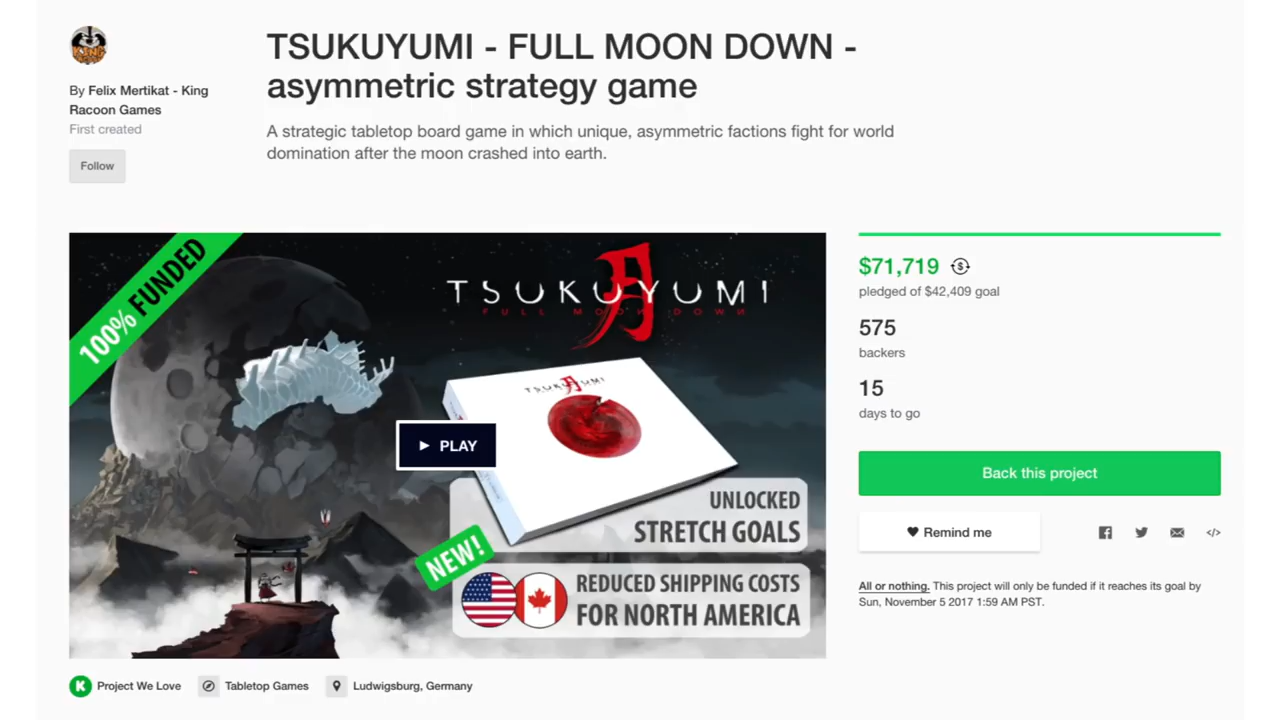 TSUKUYUMI - FULL MOON DOWN -
asymmetric strategy game
By Felix Mertikat - King
Racoon Games
First created
Follow
A strategic tabletop board game in which unique, asymmetric factions fight for world
domination after the moon crashed into earth.
100% FUNDED
TSUKUYUMI
月
FULL MOON DOWN
TSUKUYUMI
月
PLAY
UNLOCKED
STRETCH GOALS
NEW!
REDUCED SHIPPING COSTS
FOR NORTH AMERICA
$71,719
pledged of $42,409 goal
575
backers
15
days to go
Back this project
Remind me
All or nothing. This project will only be funded if it reaches its goal by
Sun, November 5 2017 1:59 AM PST.
Project We Love
Tabletop Games
Ludwigsburg, Germany